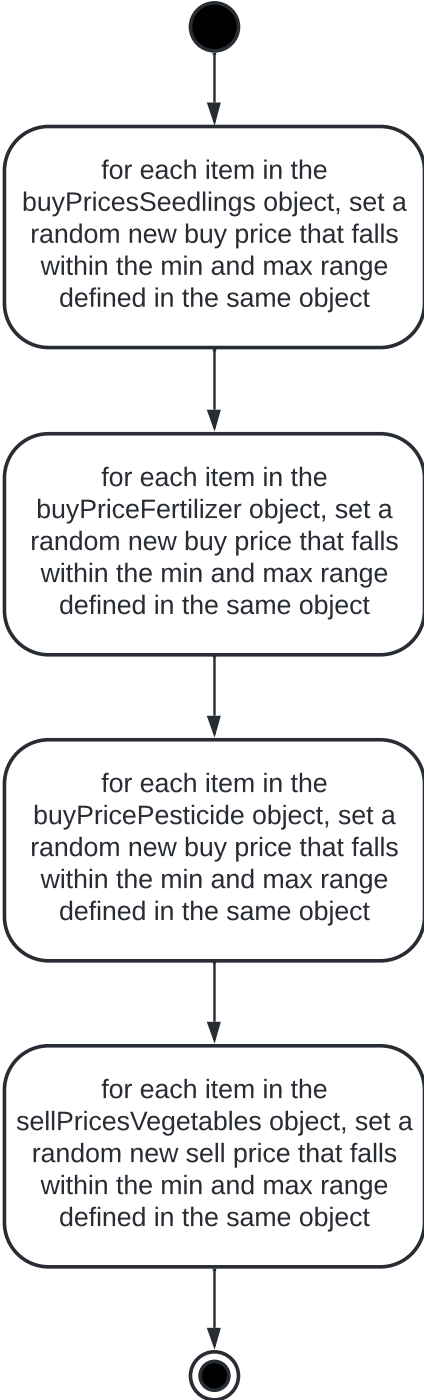 for each item in the
buyPricesSeedlings object, set a
random new buy price that falls
within the min and max range
defined in the same object
for each item in the
buyPriceFertilizer object, set a
random new buy price that falls
within the min and max range
defined in the same object
for each item in the
buyPricePesticide object, set a
random new buy price that falls
within the min and max range
defined in the same object
for each item in the
sellPricesVegetables object, set a
random new sell price that falls
within the min and max range
defined in the same object